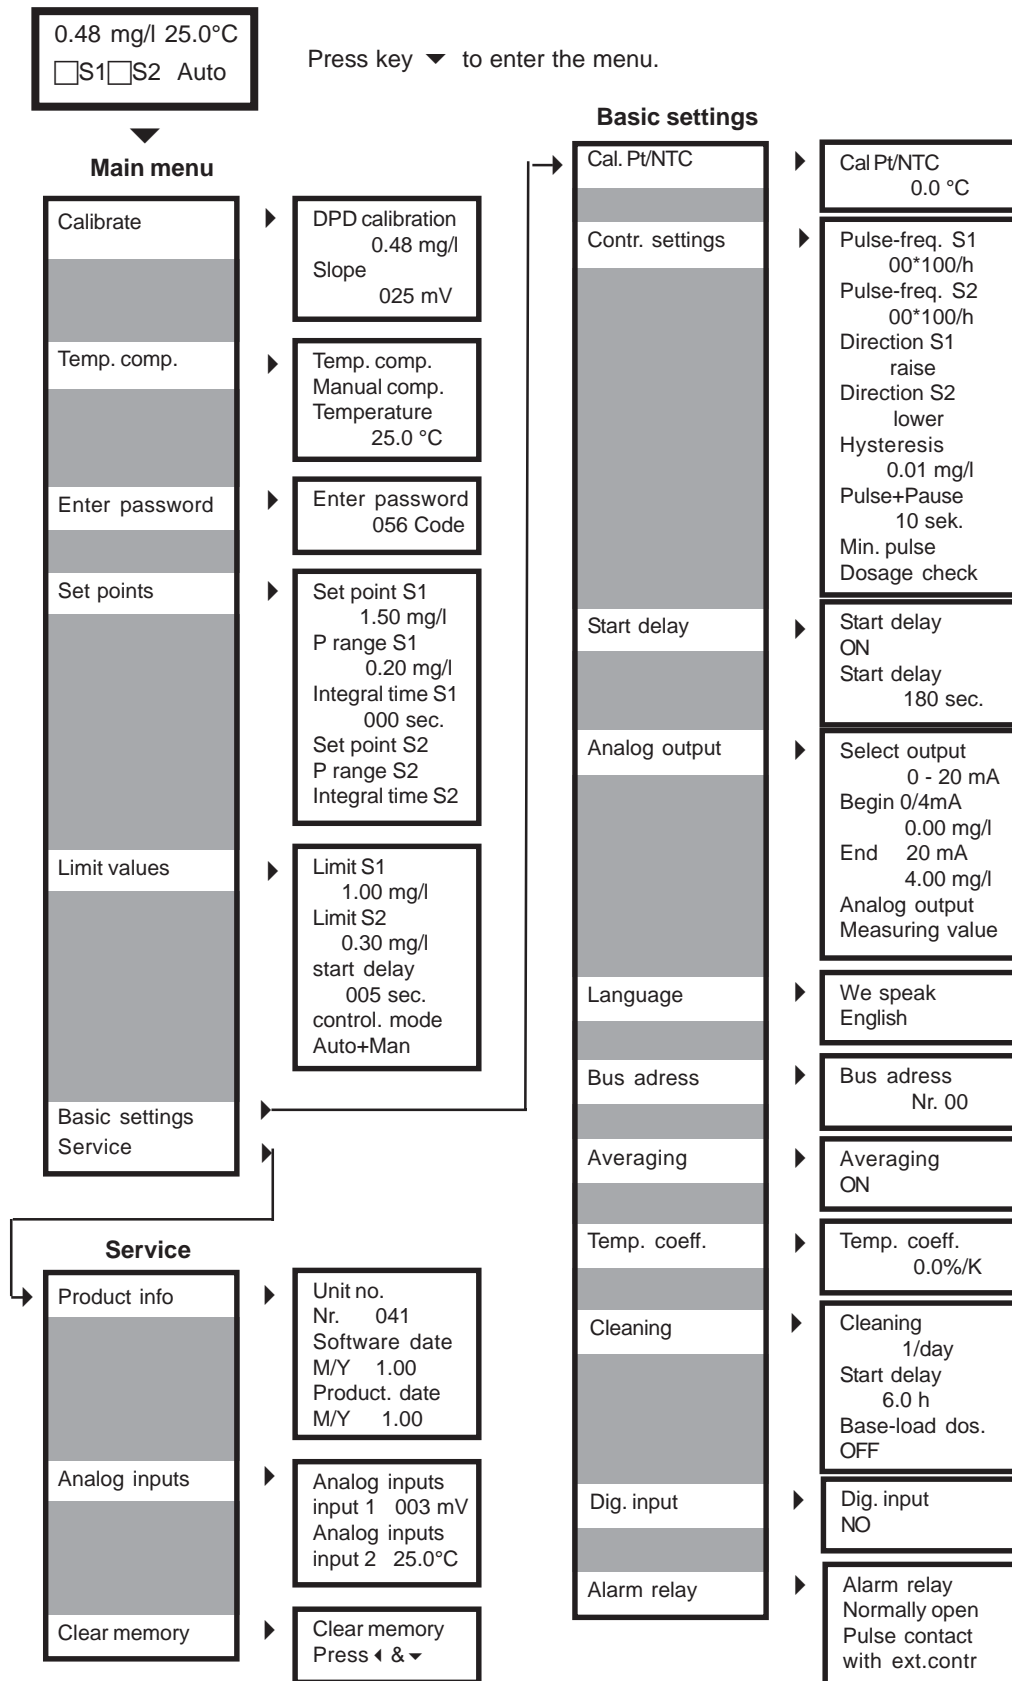 0.48 mg/l 25.0°C
□S1□S2 Auto
Press key ▼ to enter the menu.
Main menu
Calibrate
DPD calibration
0.48 mg/l
Slope
025 mV
Temp. comp.
Temp. comp.
Manual comp.
Temperature
25.0 °C
Enter password
Enter password
056 Code
Set points
Set point S1
1.50 mg/l
P range S1
0.20 mg/l
Integral time S1
000 sec.
Set point S2
P range S2
Integral time S2
Limit values
Limit S1
1.00 mg/l
Limit S2
0.30 mg/l
start delay
005 sec.
control. mode
Auto+Man
Basic settings
Service
Service
Product info
Unit no.
Nr. 041
Software date
M/Y 1.00
Product. date
M/Y 1.00
Analog inputs
Analog inputs
input 1 003 mV
Analog inputs
input 2 25.0°C
Clear memory
Clear memory
Press ◀ & ▼
Basic settings
Cal. Pt/NTC
Cal Pt/NTC
0.0 °C
Contr. settings
Pulse-freq. S1
00*100/h
Pulse-freq. S2
00*100/h
Direction S1
raise
Direction S2
lower
Hysteresis
0.01 mg/l
Pulse+Pause
10 sek.
Min. pulse
Dosage check
Start delay
Start delay
ON
Start delay
180 sec.
Analog output
Select output
0 - 20 mA
Begin 0/4mA
0.00 mg/l
End 20 mA
4.00 mg/l
Analog output
Measuring value
Language
We speak
English
Bus adress
Bus adress
Nr. 00
Averaging
Averaging
ON
Temp. coeff.
Temp. coeff.
0.0%/K
Cleaning
Cleaning
1/day
Start delay
6.0 h
Base-load dos.
OFF
Dig. input
Dig. input
NO
Alarm relay
Alarm relay
Normally open
Pulse contact
with ext.contr